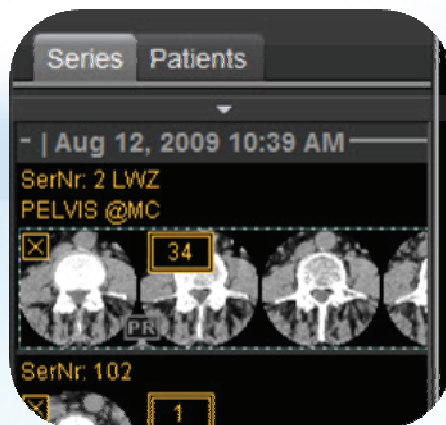 Series Patients
- | Aug 12, 2009 10:39 AM
SerNr: 2 LWZ
PELVIS @MC
34
PR
SerNr: 102
1